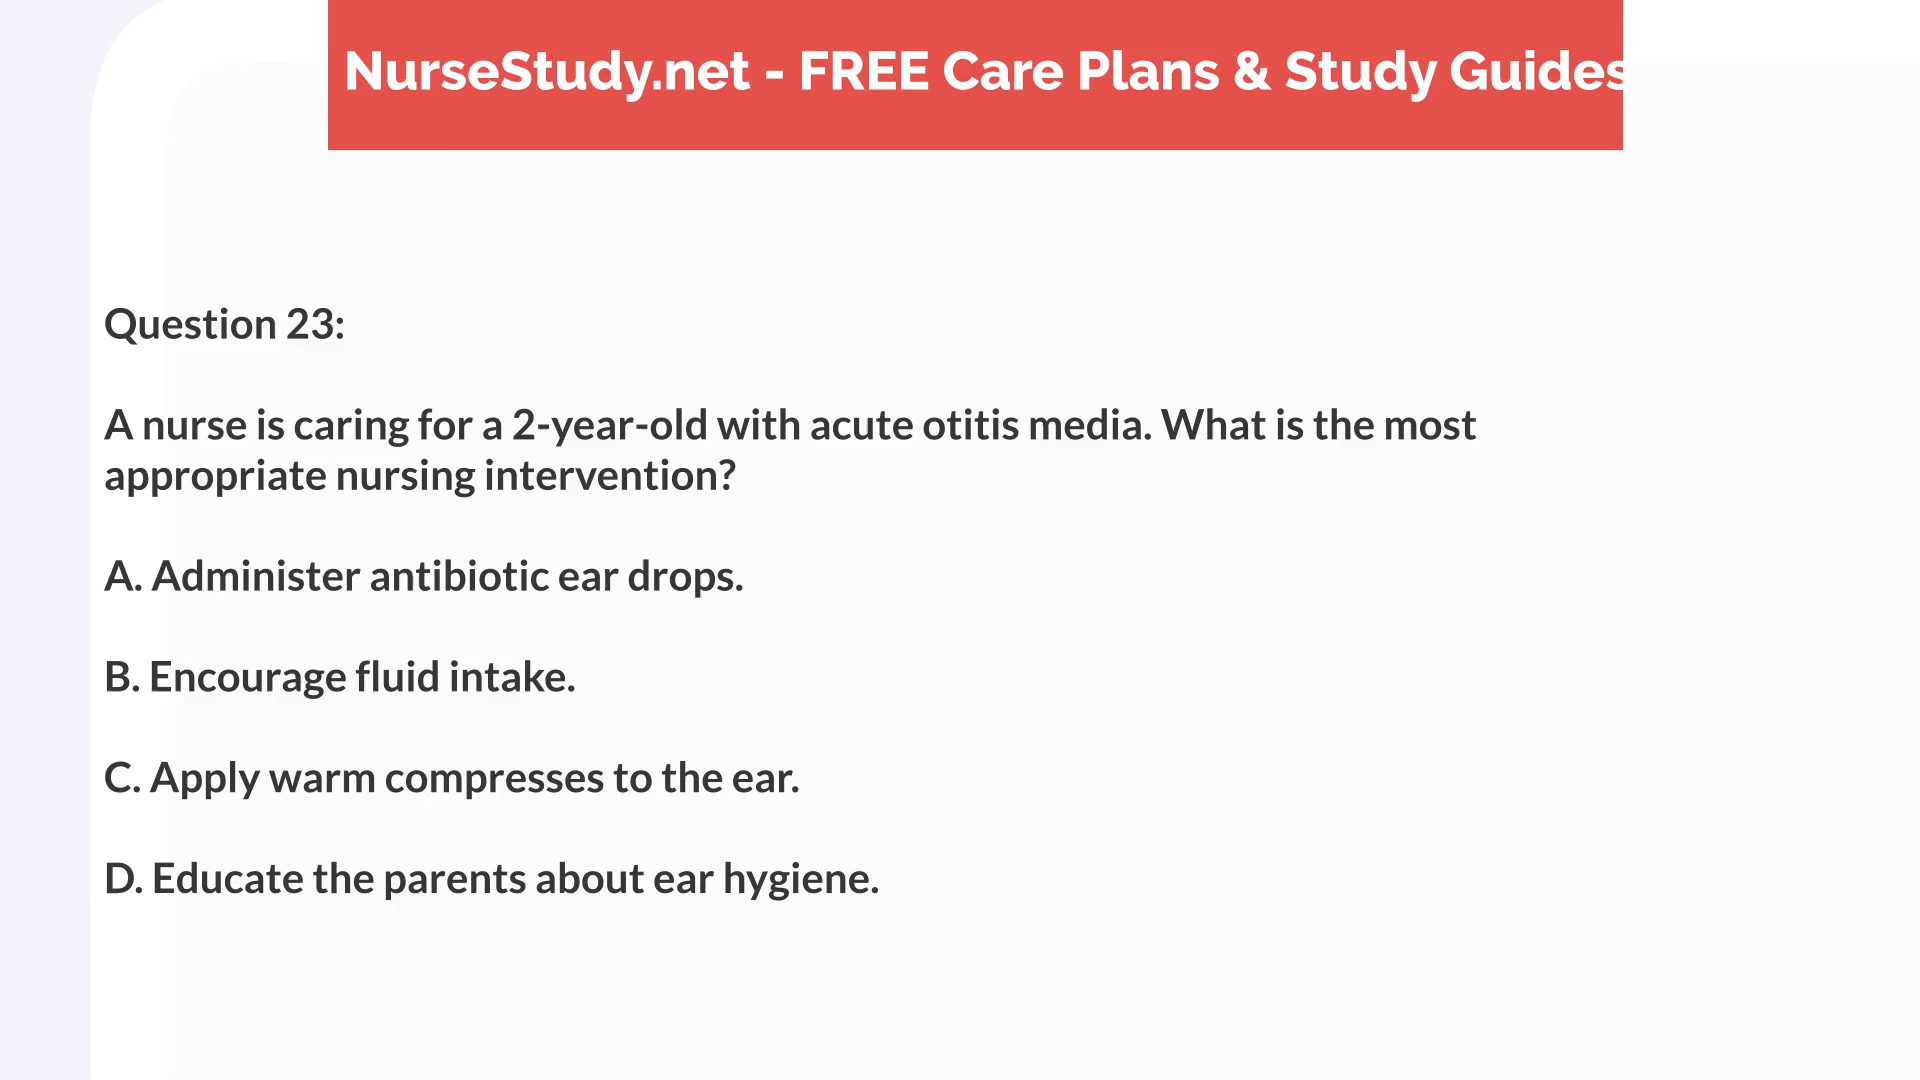 NurseStudy.net - FREE Care Plans & Study Guides
Question 23:
A nurse is caring for a 2-year-old with acute otitis media. What is the most
appropriate nursing intervention?
A. Administer antibiotic ear drops.
B. Encourage fluid intake.
C. Apply warm compresses to the ear.
D. Educate the parents about ear hygiene.